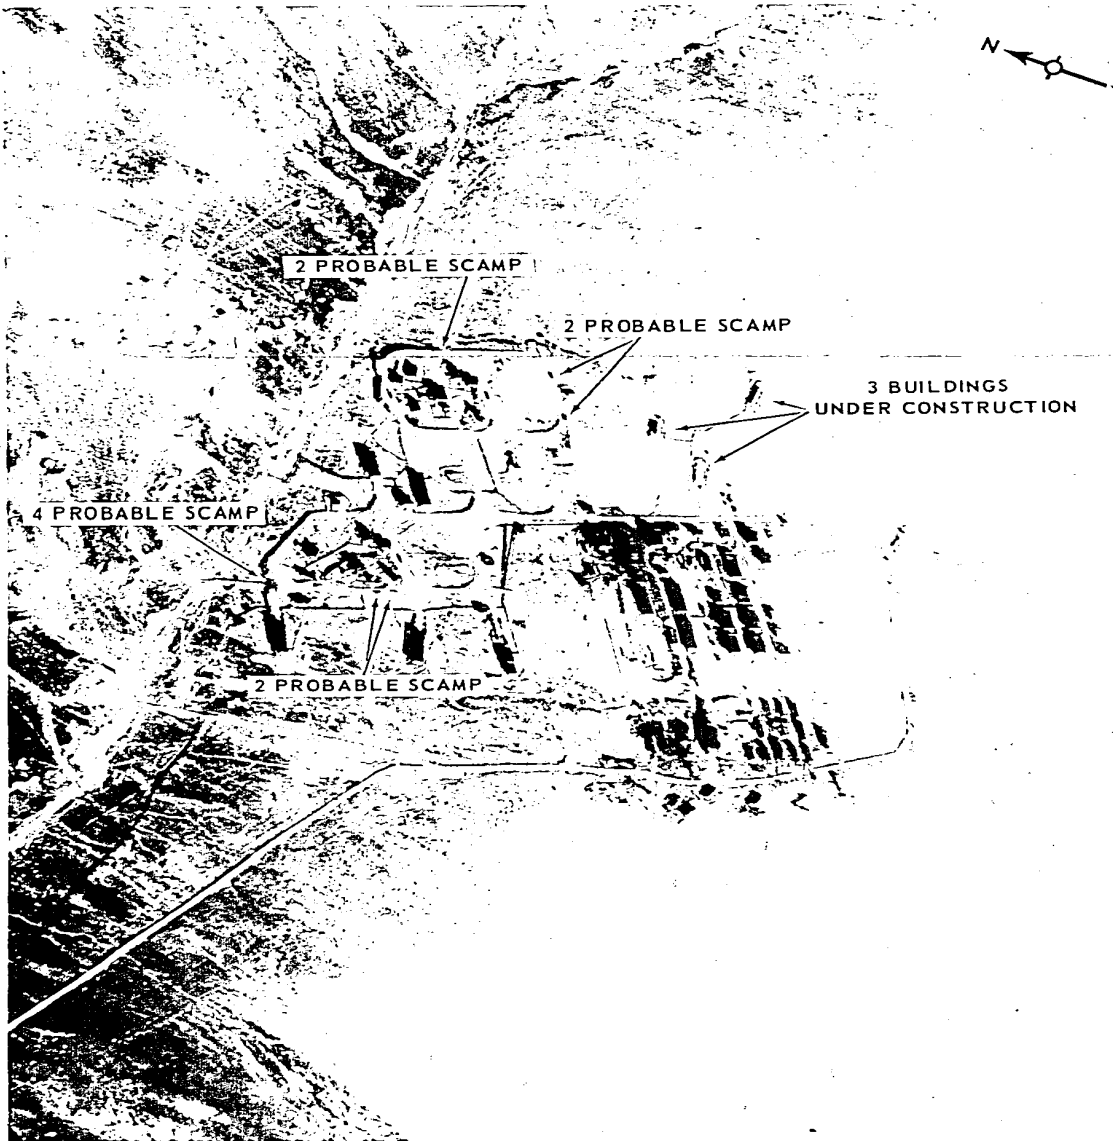 N
2 PROBABLE SCAMP
2 PROBABLE SCAMP
3 BUILDINGS
UNDER CONSTRUCTION
4 PROBABLE SCAMP
2 PROBABLE SCAMP